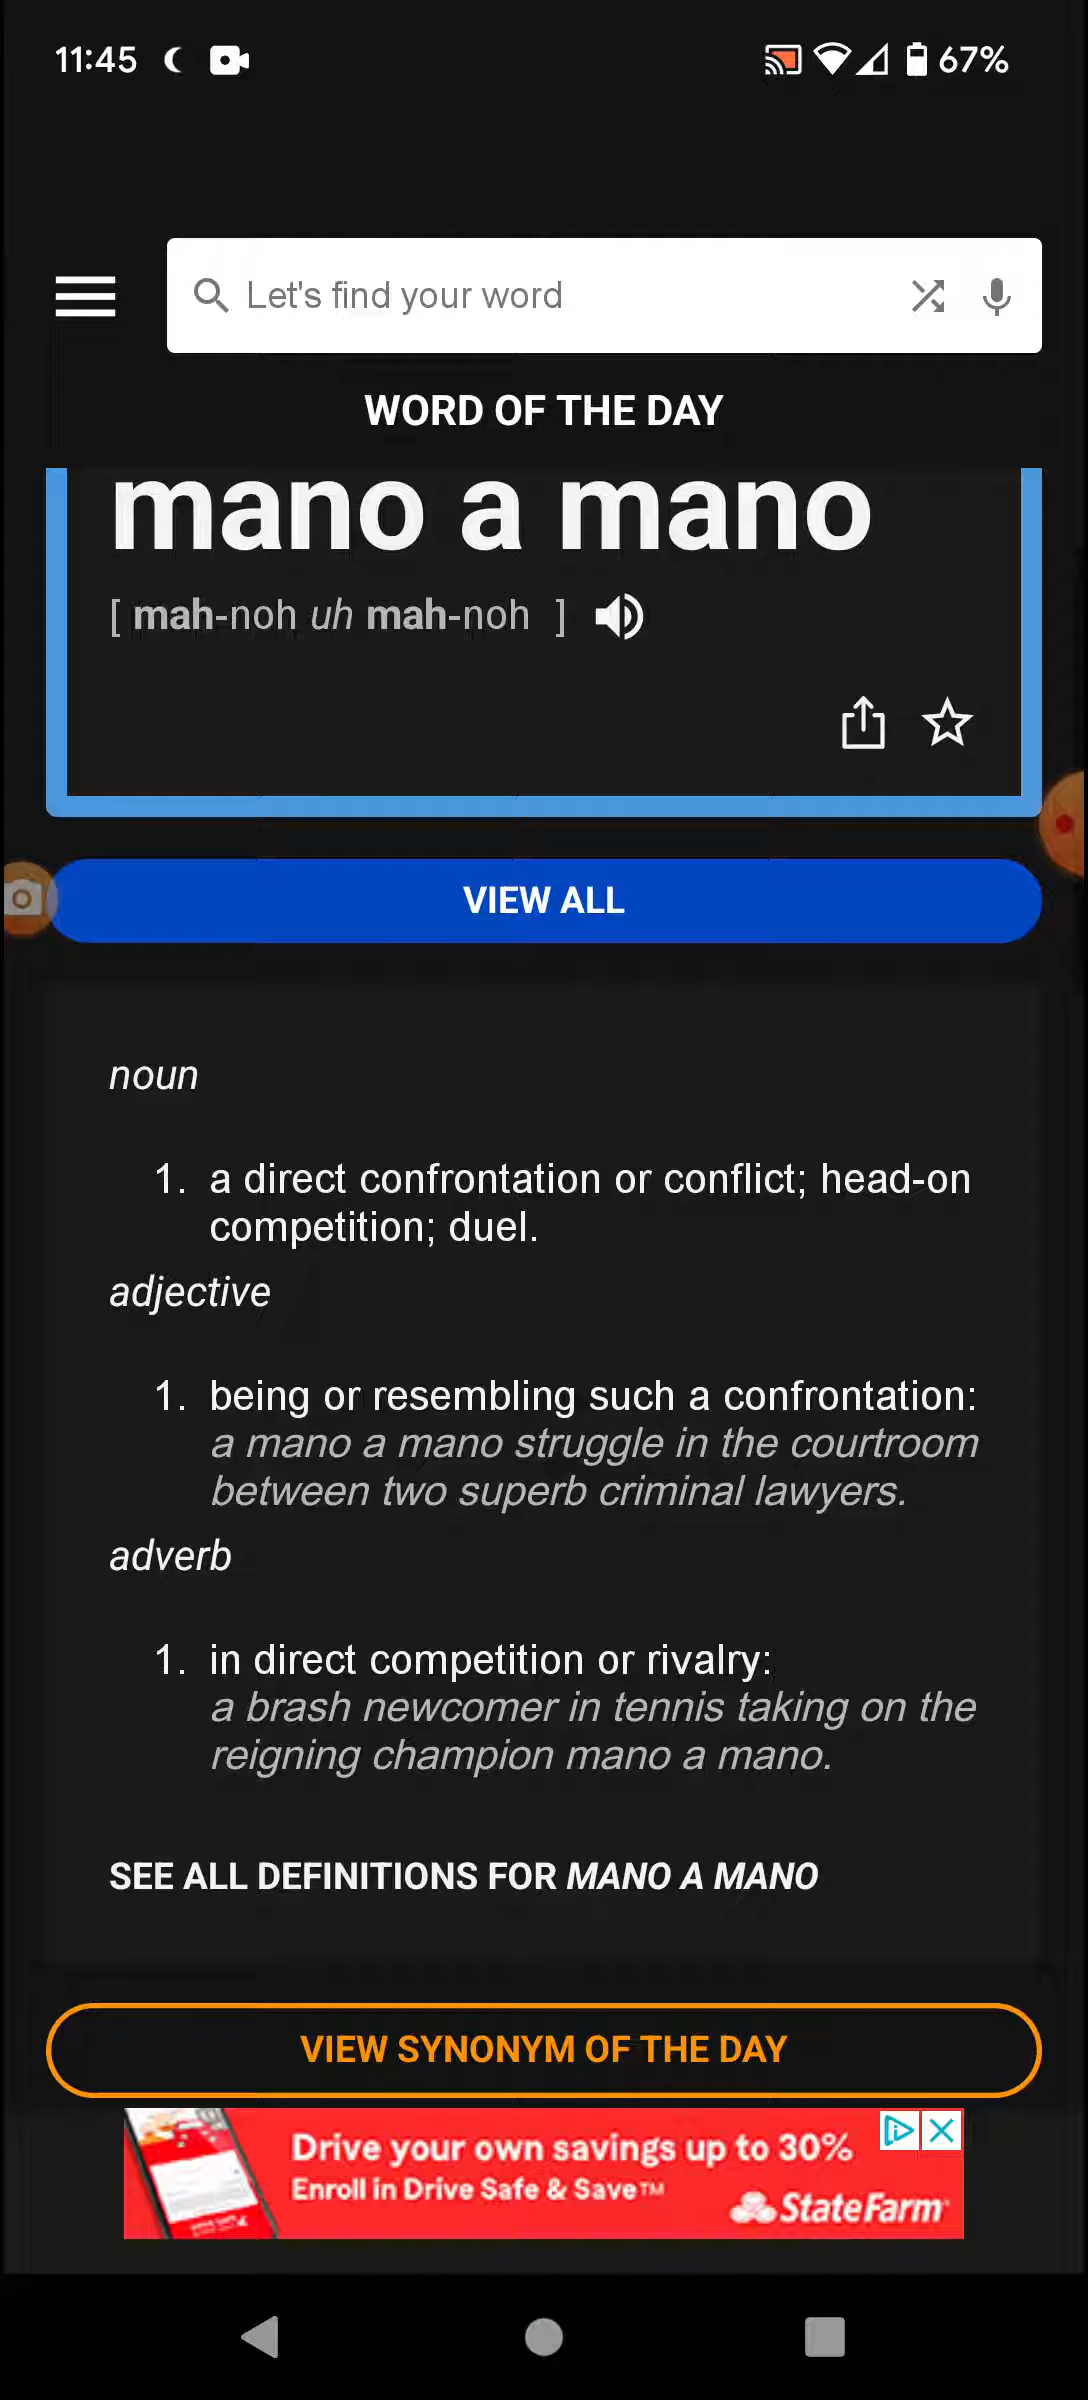 11:45
67%
Let's find your word
WORD OF THE DAY
mano a mano
[ mah-noh uh mah-noh ]
VIEW ALL
noun
1. a direct confrontation or conflict; head-on
competition; duel.
adjective
1. being or resembling such a confrontation:
a mano a mano struggle in the courtroom
between two superb criminal lawyers.
adverb
1. in direct competition or rivalry:
a brash newcomer in tennis taking on the
reigning champion mano a mano.
SEE ALL DEFINITIONS FOR MANO A MANO
VIEW SYNONYM OF THE DAY
Drive your own savings up to 30%
Enroll in Drive Safe & Save™
StateFarm